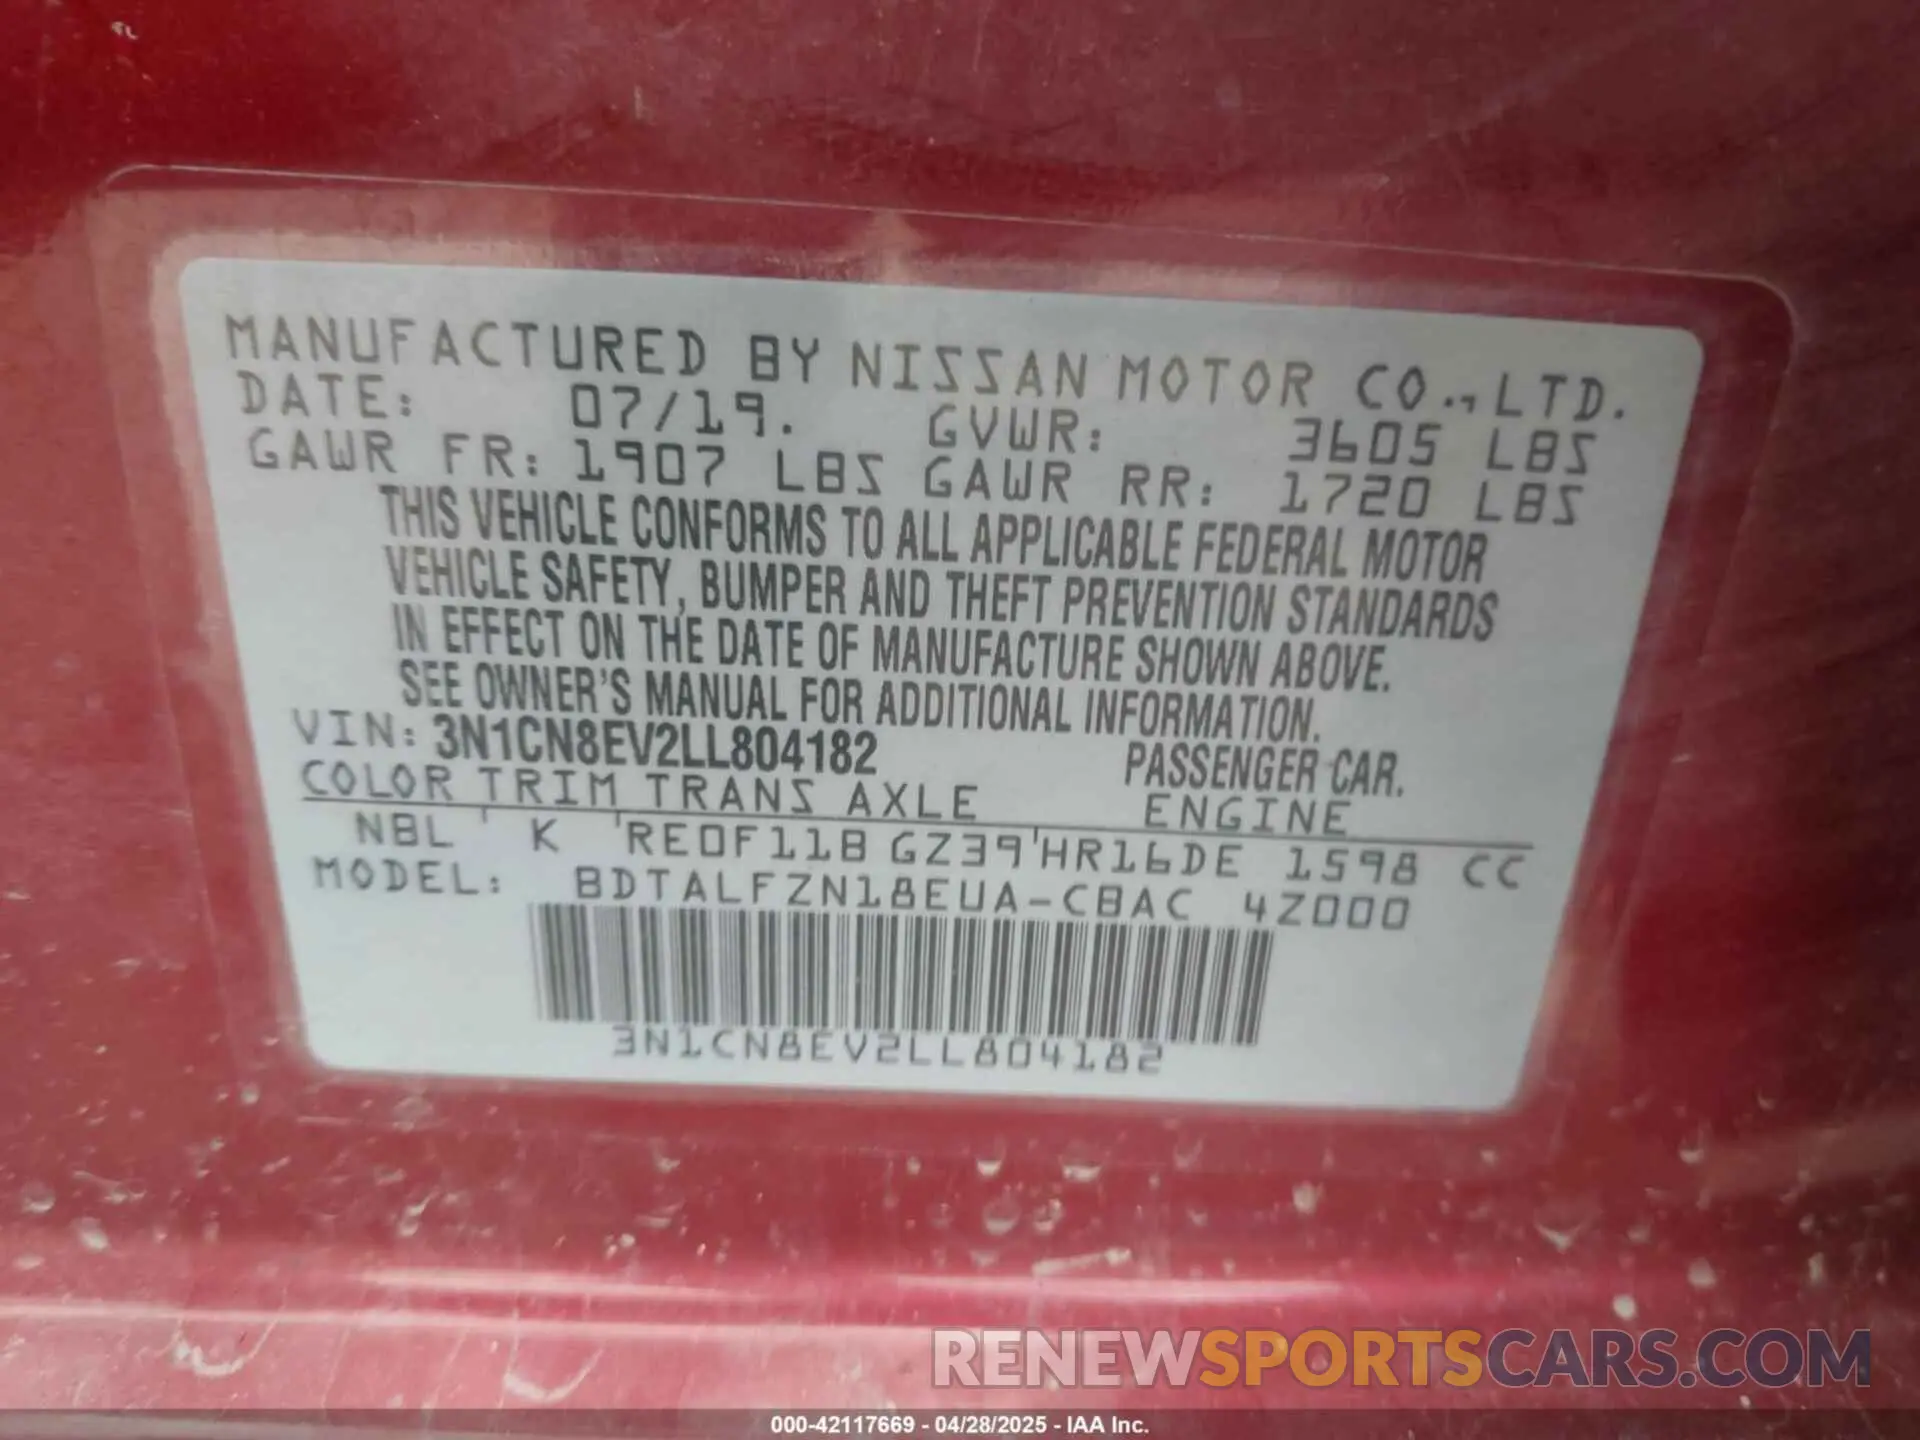 MANUFACTURED BY NISSAN MOTOR CO., LTD.
DATE: 07/19. GVWR: 3605 LBS
GAWR FR: 1907 LBS GAWR RR: 1720 LBS
THIS VEHICLE CONFORMS TO ALL APPLICABLE FEDERAL MOTOR
VEHICLE SAFETY, BUMPER AND THEFT PREVENTION STANDARDS
IN EFFECT ON THE DATE OF MANUFACTURE SHOWN ABOVE.
SEE OWNER'S MANUAL FOR ADDITIONAL INFORMATION.
VIN: 3N1CN8EV2LL804182 PASSENGER CAR.
COLOR TRIM TRANS AXLE ENGINE
NBL K RE0F11B GZ39 HR16DE 1598 CC
MODEL: BDTALFZN18EUA-CBAC 4Z000
3N1CN8EV2LL804182
RENEWSPORTSCARS.COM
000-42117669 - 04/28/2025 - IAA Inc.